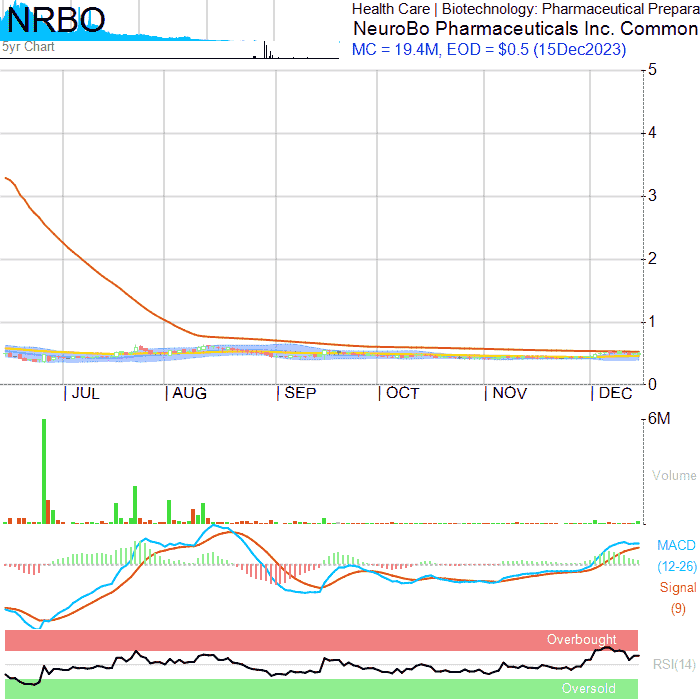 NRBO
5yr Chart
Health Care | Biotechnology: Pharmaceutical Prepara
NeuroBo Pharmaceuticals Inc. Common
MC = 19.4M, EOD = $0.5 (15Dec2023)
5
4
3
2
1
0
JUL AUG SEP OCT NOV DEC
6M
Volume
MACD
(12-26)
Signal
(9)
Overbought
RSI(14)
Oversold